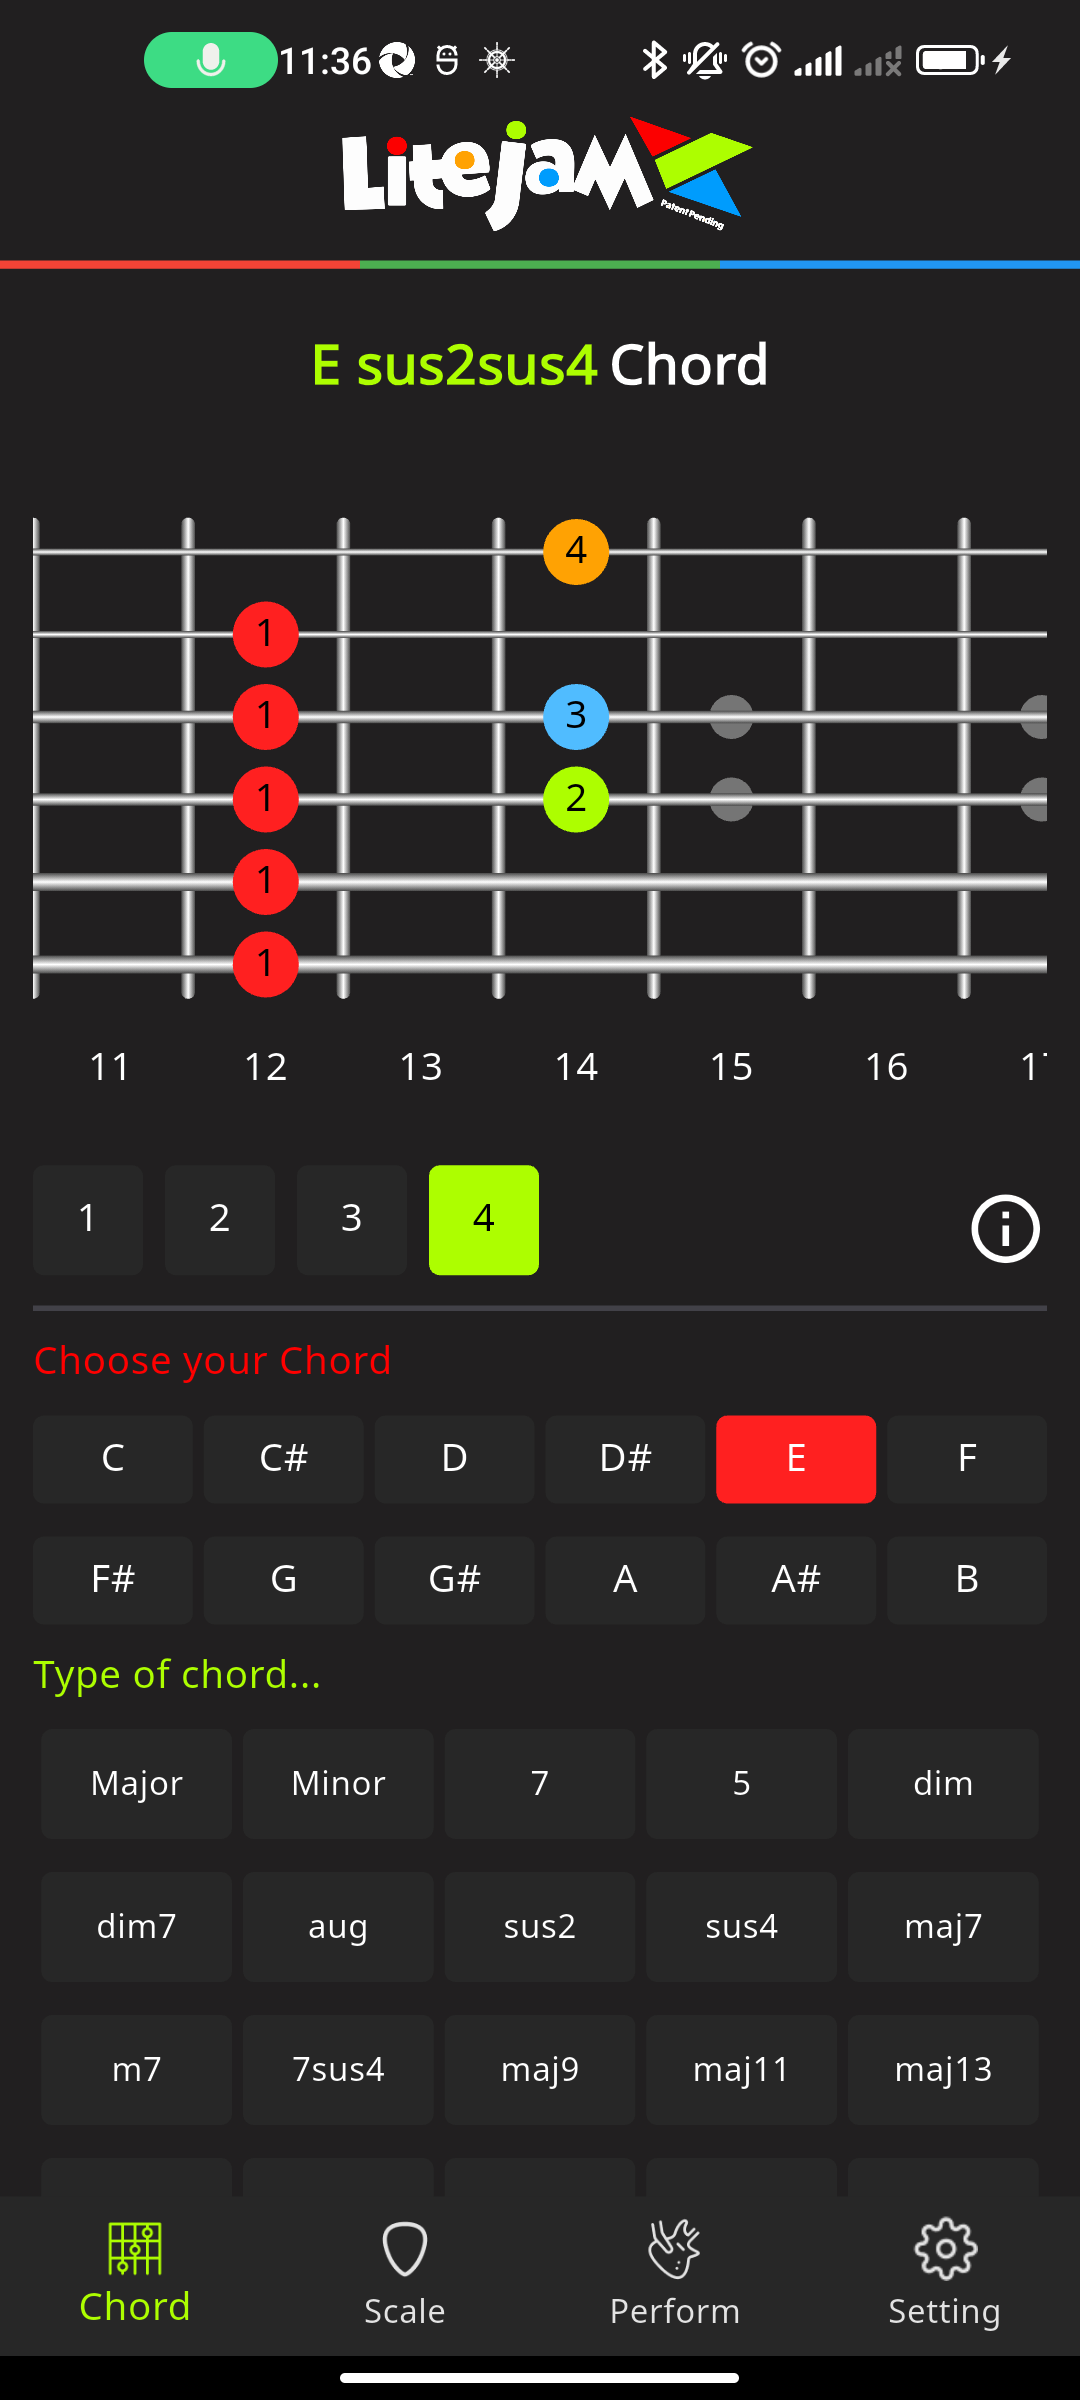 11:36
Litejam
Patent Pending
E sus2sus4 Chord
4
1
1 3
1 2
1
1
11 12 13 14 15 16
1 2 3 4
Choose your Chord
C C# D D# E F
F# G G# A A# B
Type of chord...
Major Minor 7 5 dim
dim7 aug sus2 sus4 maj7
m7 7sus4 maj9 maj11 maj13
Chord Scale Perform Setting